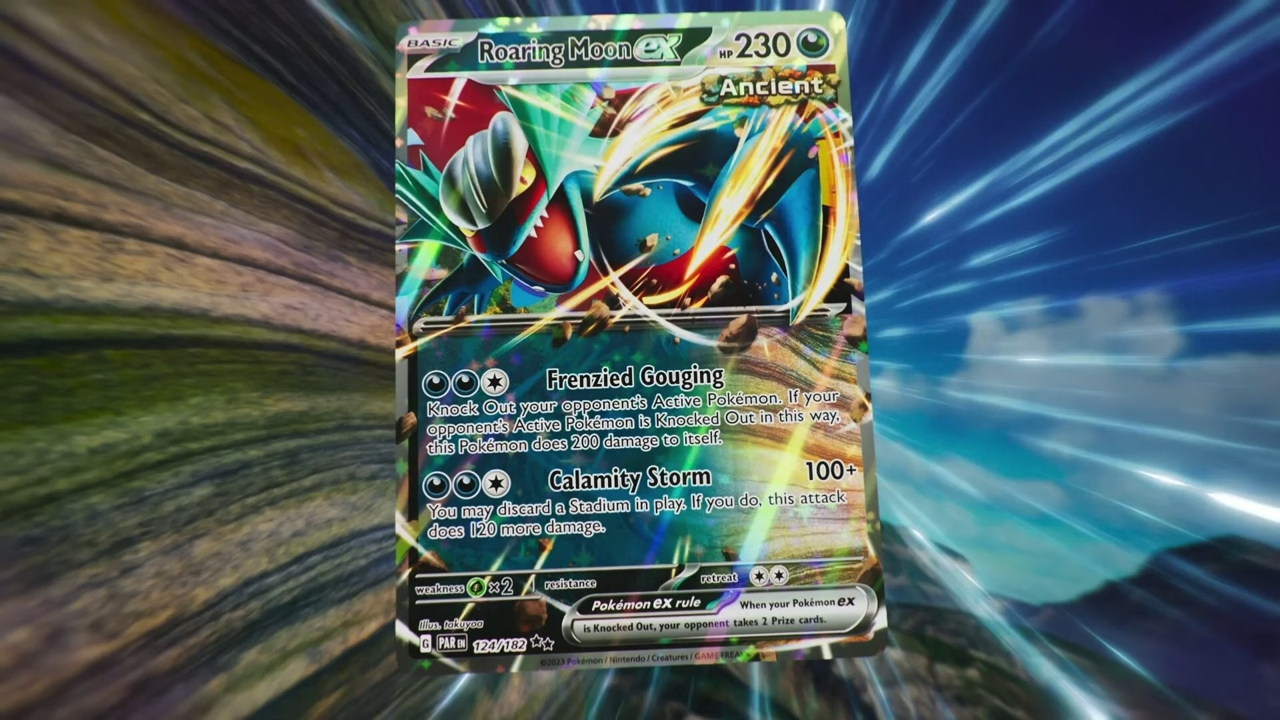 BASIC Roaring Moon ex HP 230
Ancient
Frenzied Gouging
Knock Out your opponent's Active Pokémon. If your
opponent's Active Pokémon is Knocked Out in this way,
this Pokémon does 200 damage to itself.
Calamity Storm 100+
You may discard a Stadium in play. If you do, this attack
does 120 more damage.
weakness ×2 resistance retreat
Pokémon ex rule When your Pokémon ex
is Knocked Out, your opponent takes 2 Prize cards.
Illus. takuyoa
G PAR EN 124/182
©2023 Pokémon / Nintendo / Creatures / GAME FREAK